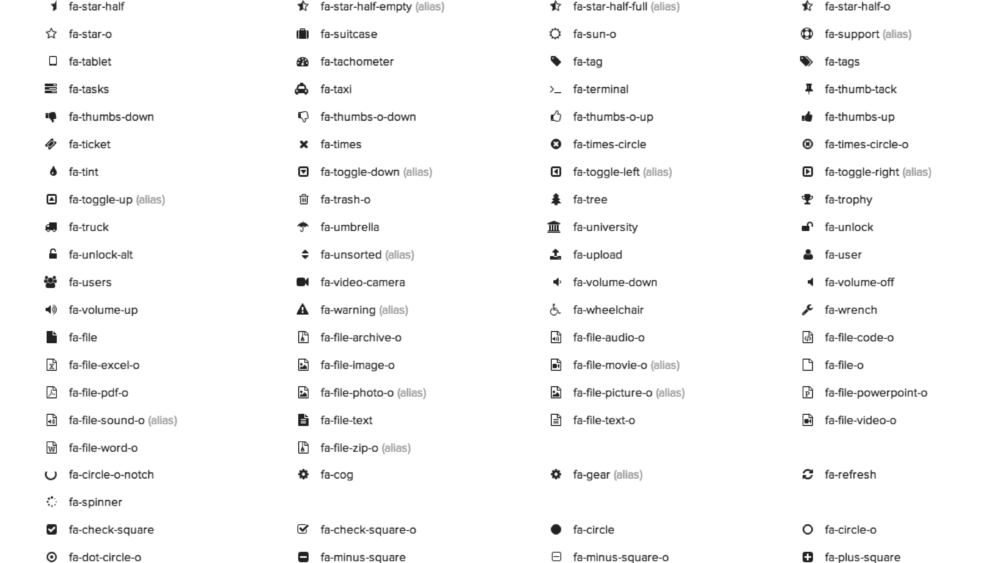 fa-star-half fa-star-half-empty (alias) fa-star-half-full (alias) fa-star-half-o
fa-star-o fa-suitcase fa-sun-o fa-support (alias)
fa-tablet fa-tachometer fa-tag fa-tags
fa-tasks fa-taxi fa-terminal fa-thumb-tack
fa-thumbs-down fa-thumbs-o-down fa-thumbs-o-up fa-thumbs-up
fa-ticket fa-times fa-times-circle fa-times-circle-o
fa-tint fa-toggle-down (alias) fa-toggle-left (alias) fa-toggle-right (alias)
fa-toggle-up (alias) fa-trash-o fa-tree fa-trophy
fa-truck fa-umbrella fa-university fa-unlock
fa-unlock-alt fa-unsorted (alias) fa-upload fa-user
fa-users fa-video-camera fa-volume-down fa-volume-off
fa-volume-up fa-warning (alias) fa-wheelchair fa-wrench
fa-file fa-file-archive-o fa-file-audio-o fa-file-code-o
fa-file-excel-o fa-file-image-o fa-file-movie-o (alias) fa-file-o
fa-file-pdf-o fa-file-photo-o (alias) fa-file-picture-o (alias) fa-file-powerpoint-o
fa-file-sound-o (alias) fa-file-text fa-file-text-o fa-file-video-o
fa-file-word-o fa-file-zip-o (alias)
fa-circle-o-notch fa-cog fa-gear (alias) fa-refresh
fa-spinner
fa-check-square fa-check-square-o fa-circle fa-circle-o
fa-dot-circle-o fa-minus-square fa-minus-square-o fa-plus-square